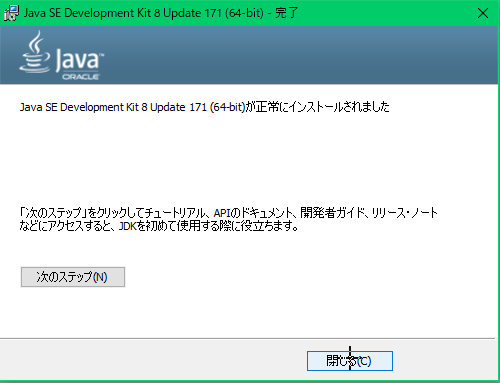 Java SE Development Kit 8 Update 171 (64-bit) - 完了
Java
ORACLE
Java SE Development Kit 8 Update 171 (64-bit)が正常にインストールされました
「次のステップ」をクリックしてチュートリアル、APIのドキュメント、開発者ガイド、リリース・ノート
などにアクセスすると、JDKを初めて使用する際に役立ちます。
次のステップ(N)
閉じる(C)